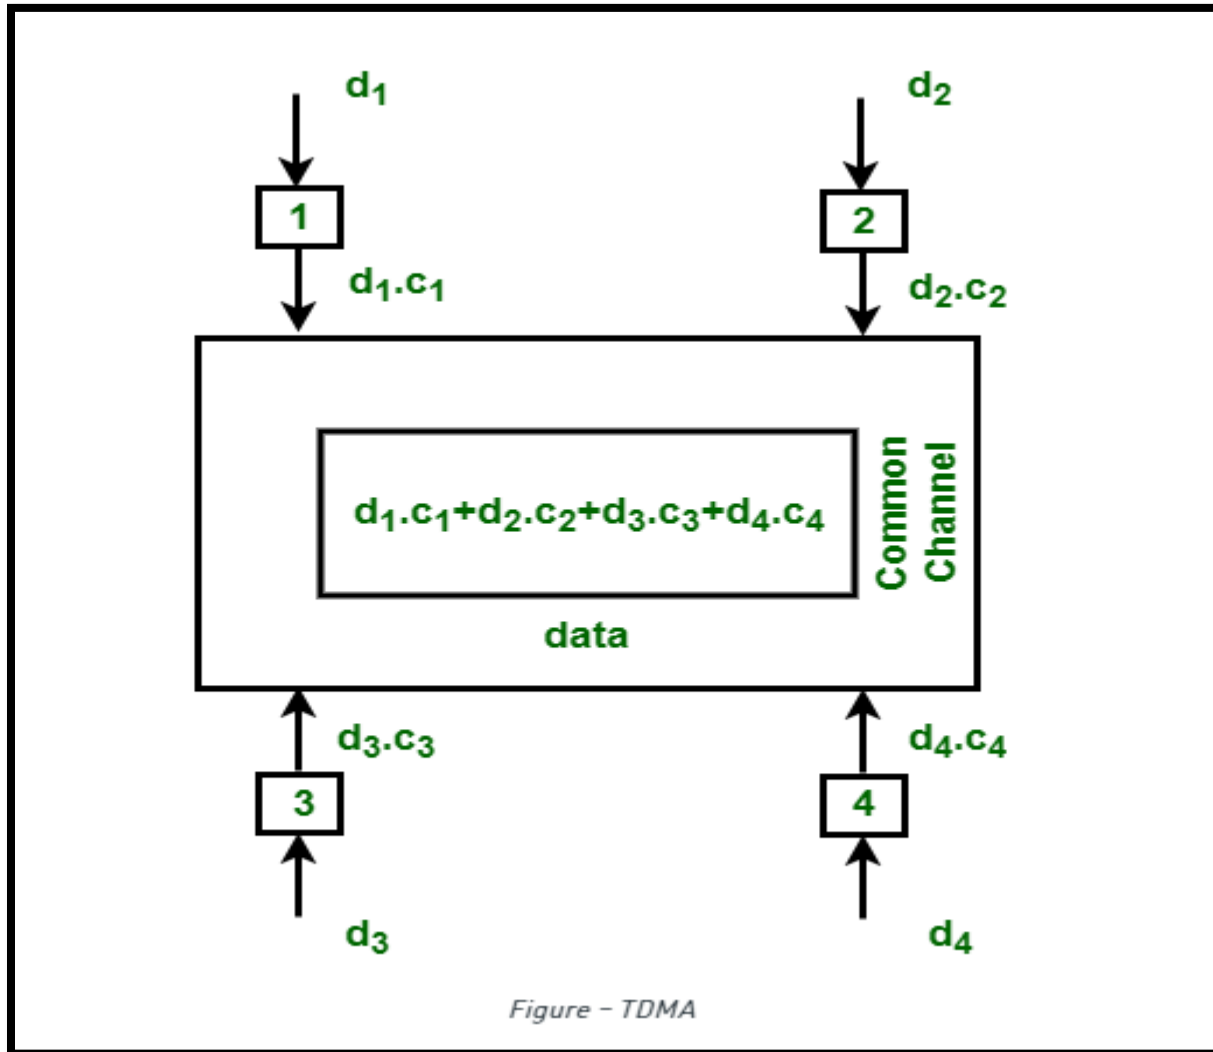 d₁
d₂
1
2
d₁.c₁
d₂.c₂
d₁.c₁+d₂.c₂+d₃.c₃+d₄.c₄
Common
Channel
data
d₃.c₃
d₄.c₄
3
4
d₃
d₄
Figure – TDMA